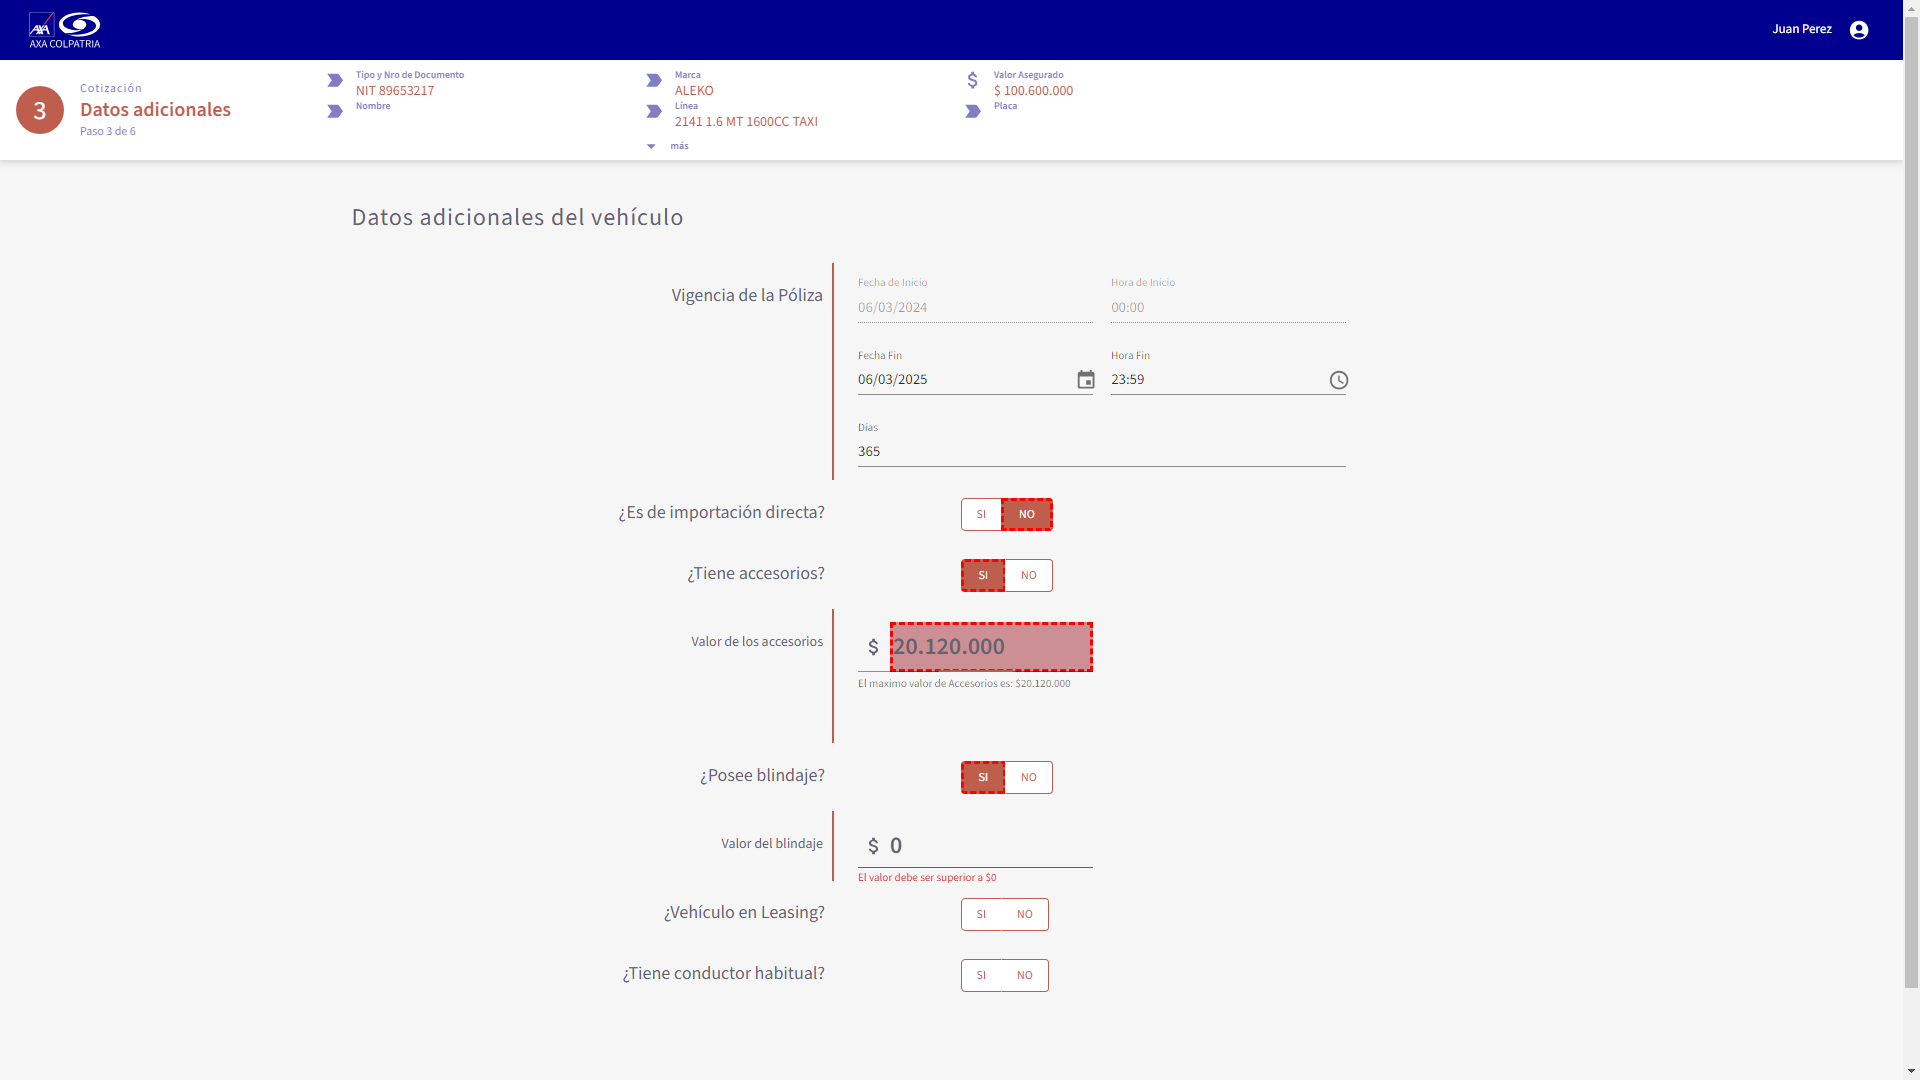 AXA
AXA COLPATRIA
Juan Perez
3
Cotización
Datos adicionales
Paso 3 de 6
Tipo y Nro de Documento
NIT 89653217
Nombre
Marca
ALEKO
Línea
2141 1.6 MT 1600CC TAXI
más
$
Valor Asegurado
$ 100.600.000
Placa
Datos adicionales del vehículo
Vigencia de la Póliza
Fecha de Inicio
06/03/2024
Hora de Inicio
00:00
Fecha Fin
06/03/2025
Hora Fin
23:59
Días
365
¿Es de importación directa?
SI NO
¿Tiene accesorios?
SI NO
Valor de los accesorios
$ 20.120.000
El maximo valor de Accesorios es: $20.120.000
¿Posee blindaje?
SI NO
Valor del blindaje
$ 0
El valor debe ser superior a $0
¿Vehículo en Leasing?
SI NO
¿Tiene conductor habitual?
SI NO